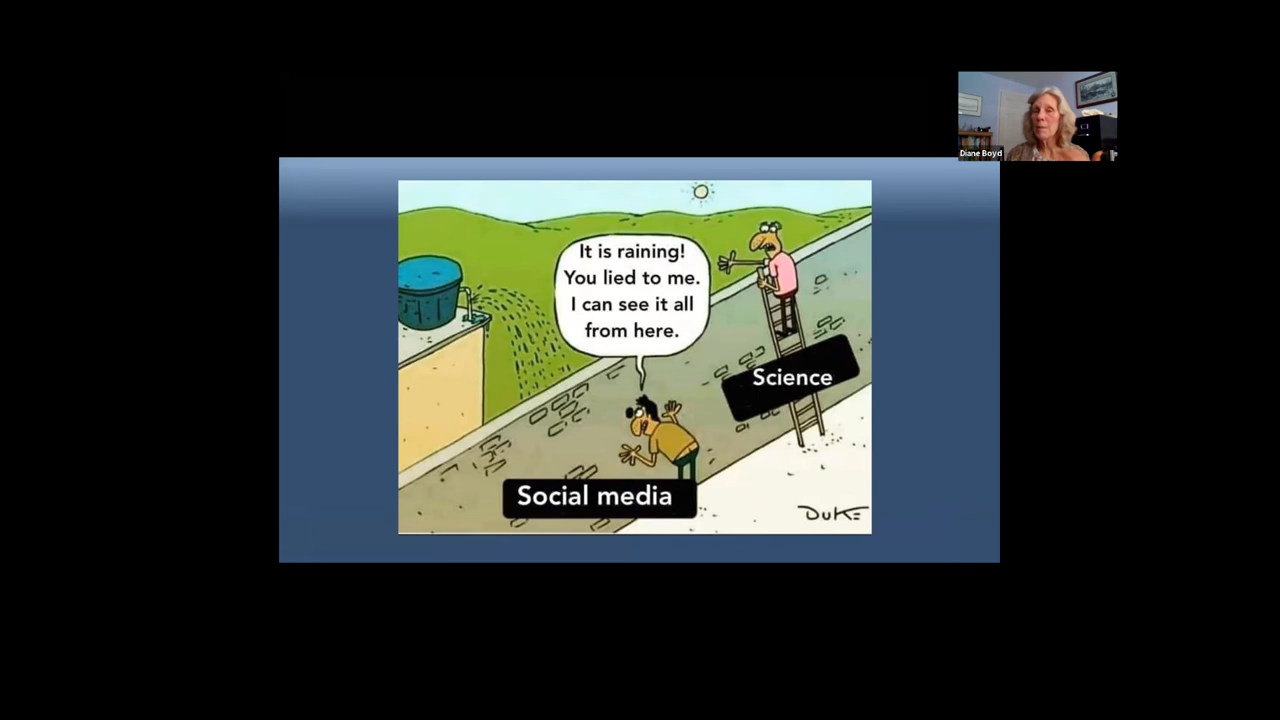 Diane Boyd
It is raining!
You lied to me.
I can see it all
from here.
Science
Social media
DUKE